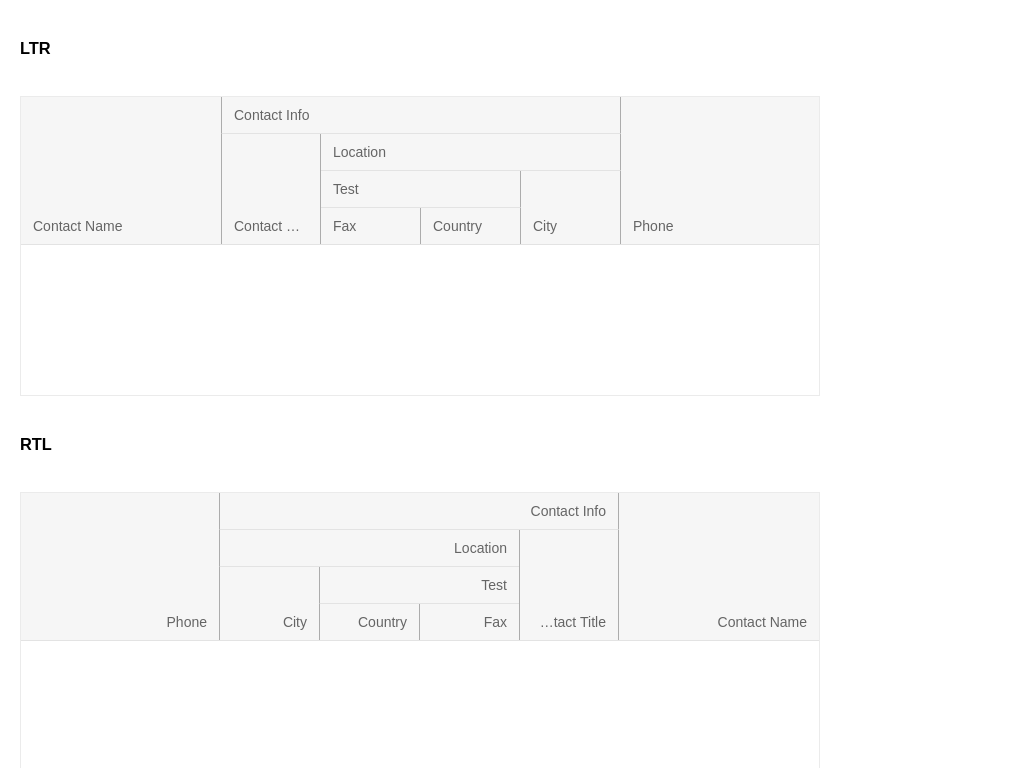 LTR
Contact Info
Location
Test
Contact Name
Contact …
Fax
Country
City
Phone
RTL
Contact Info
Location
Test
Phone
City
Country
Fax
…tact Title
Contact Name